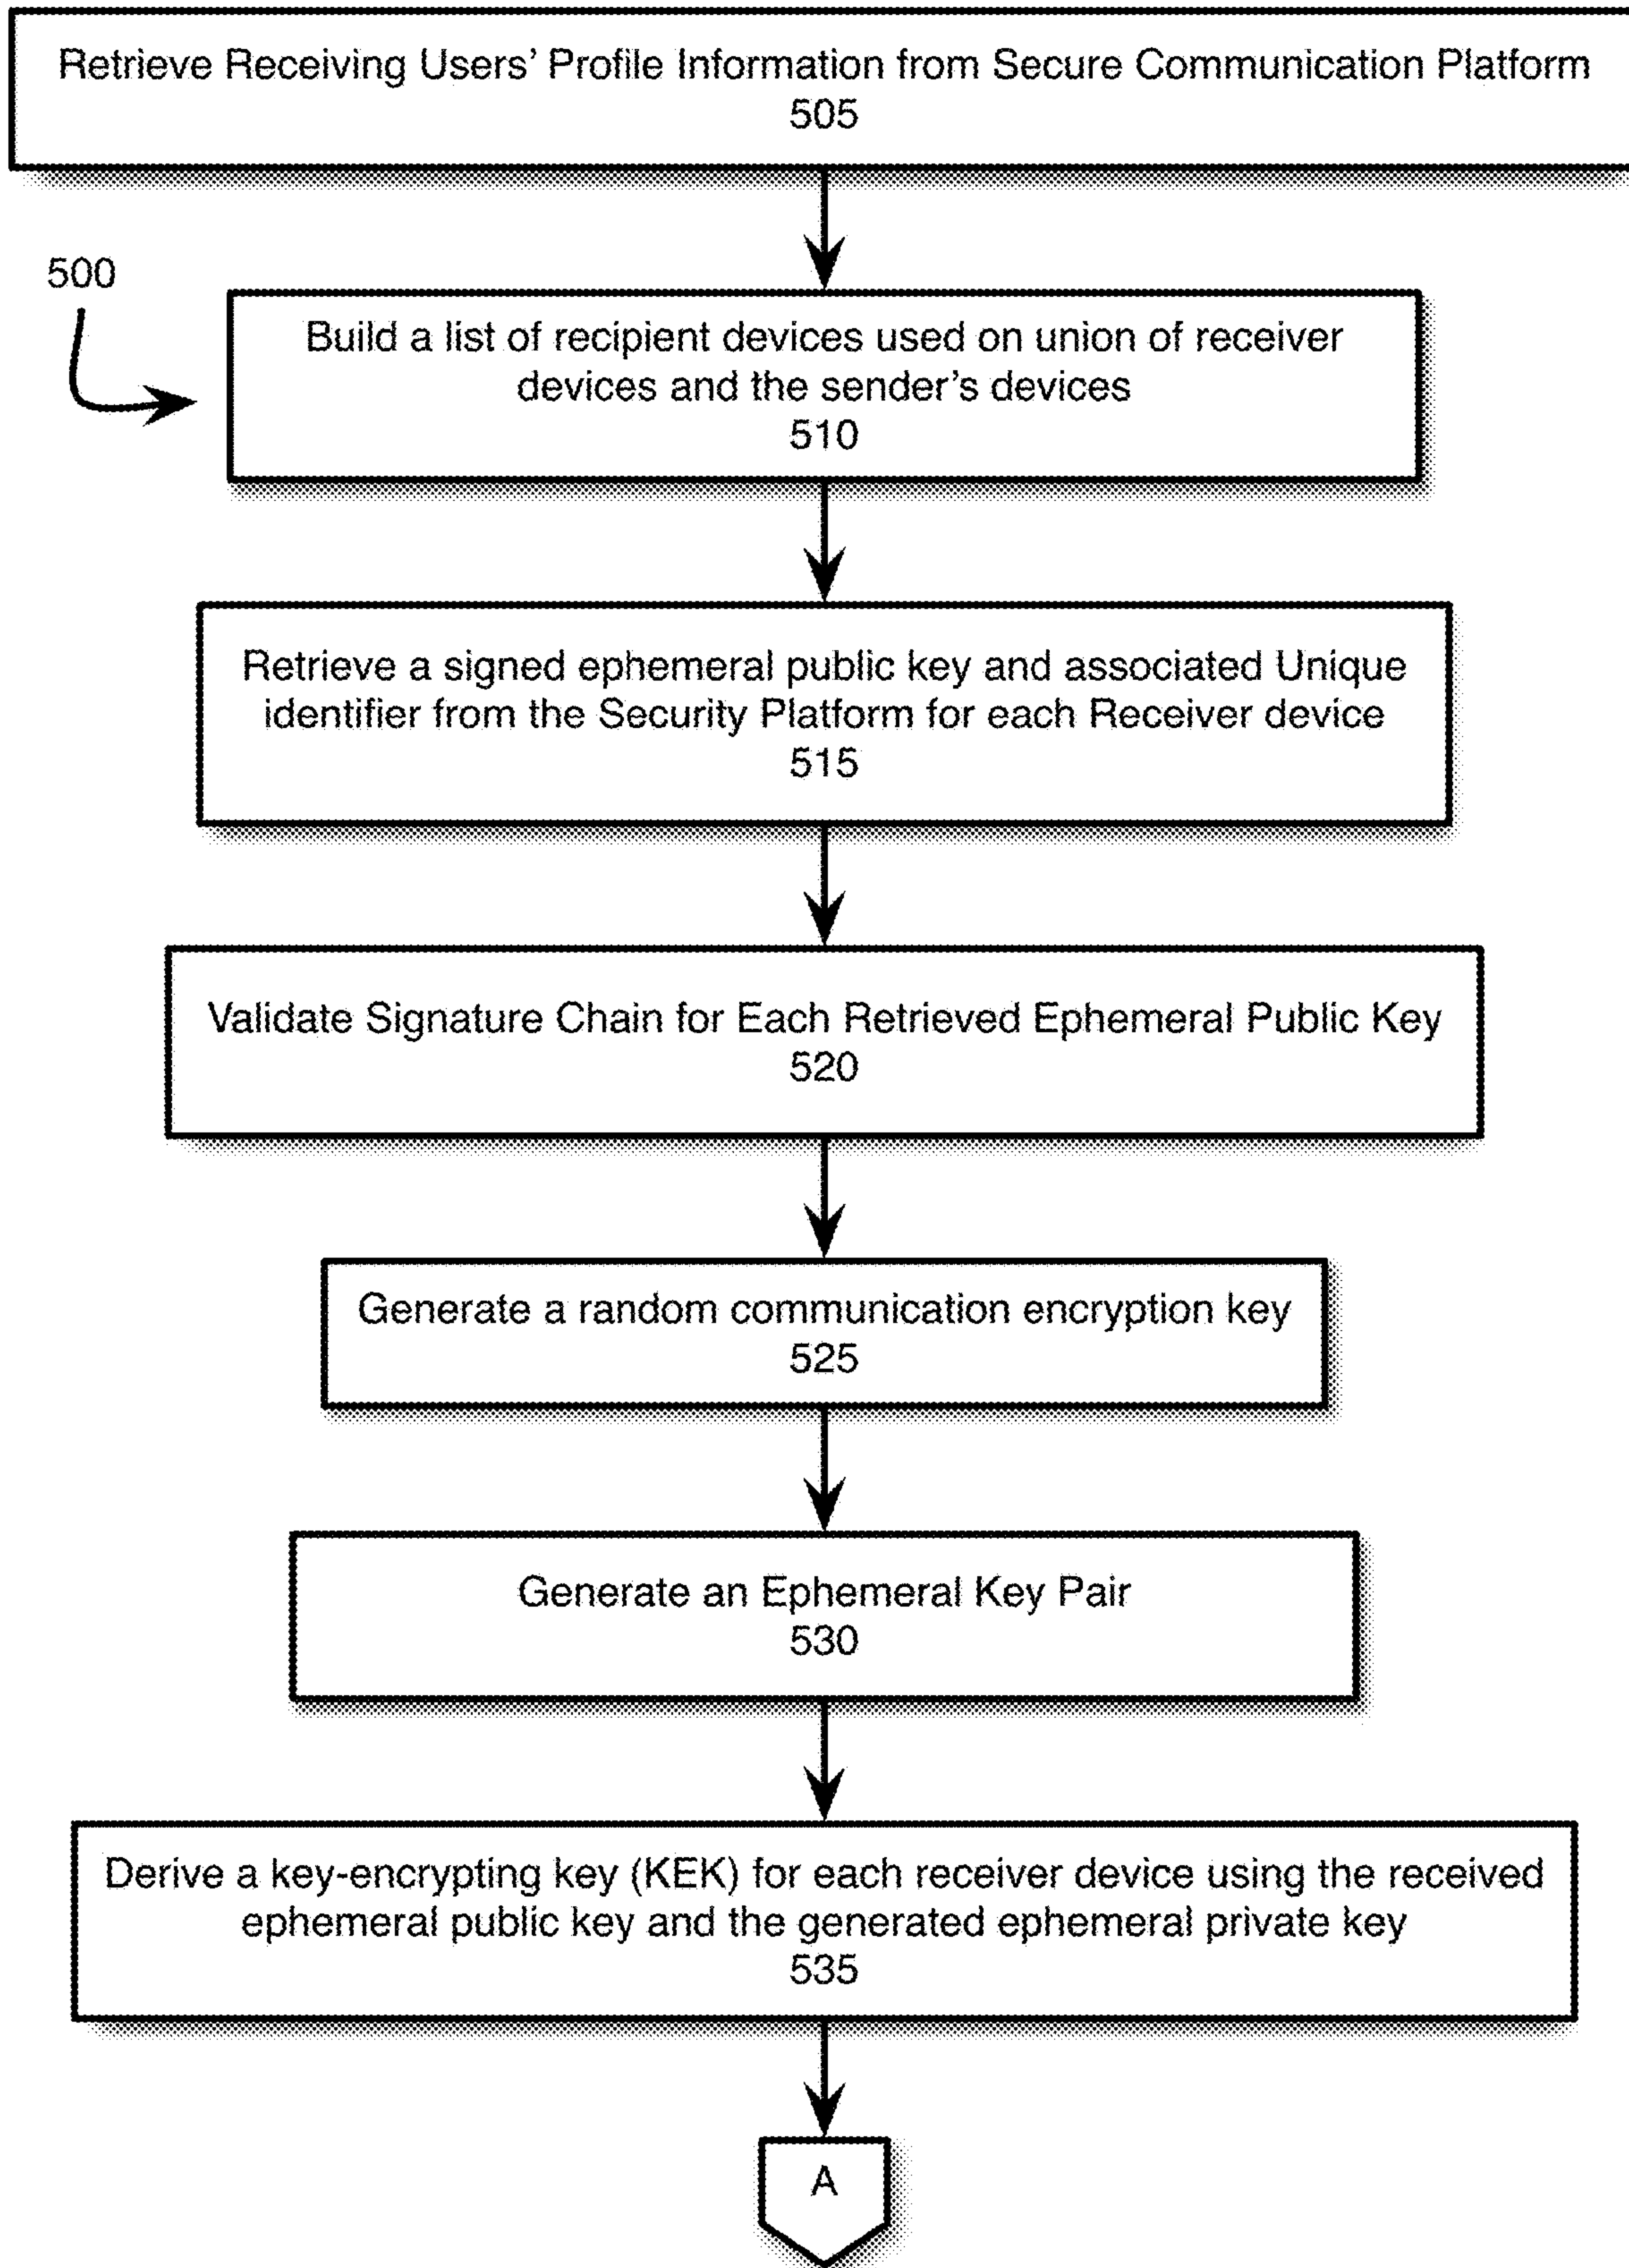 Retrieve Receiving Users' Profile Information from Secure Communication Platform
505
500
Build a list of recipient devices used on union of receiver
devices and the sender's devices
510
Retrieve a signed ephemeral public key and associated Unique
identifier from the Security Platform for each Receiver device
515
Validate Signature Chain for Each Retrieved Ephemeral Public Key
520
Generate a random communication encryption key
525
Generate an Ephemeral Key Pair
530
Derive a key-encrypting key (KEK) for each receiver device using the received
ephemeral public key and the generated ephemeral private key
535
A